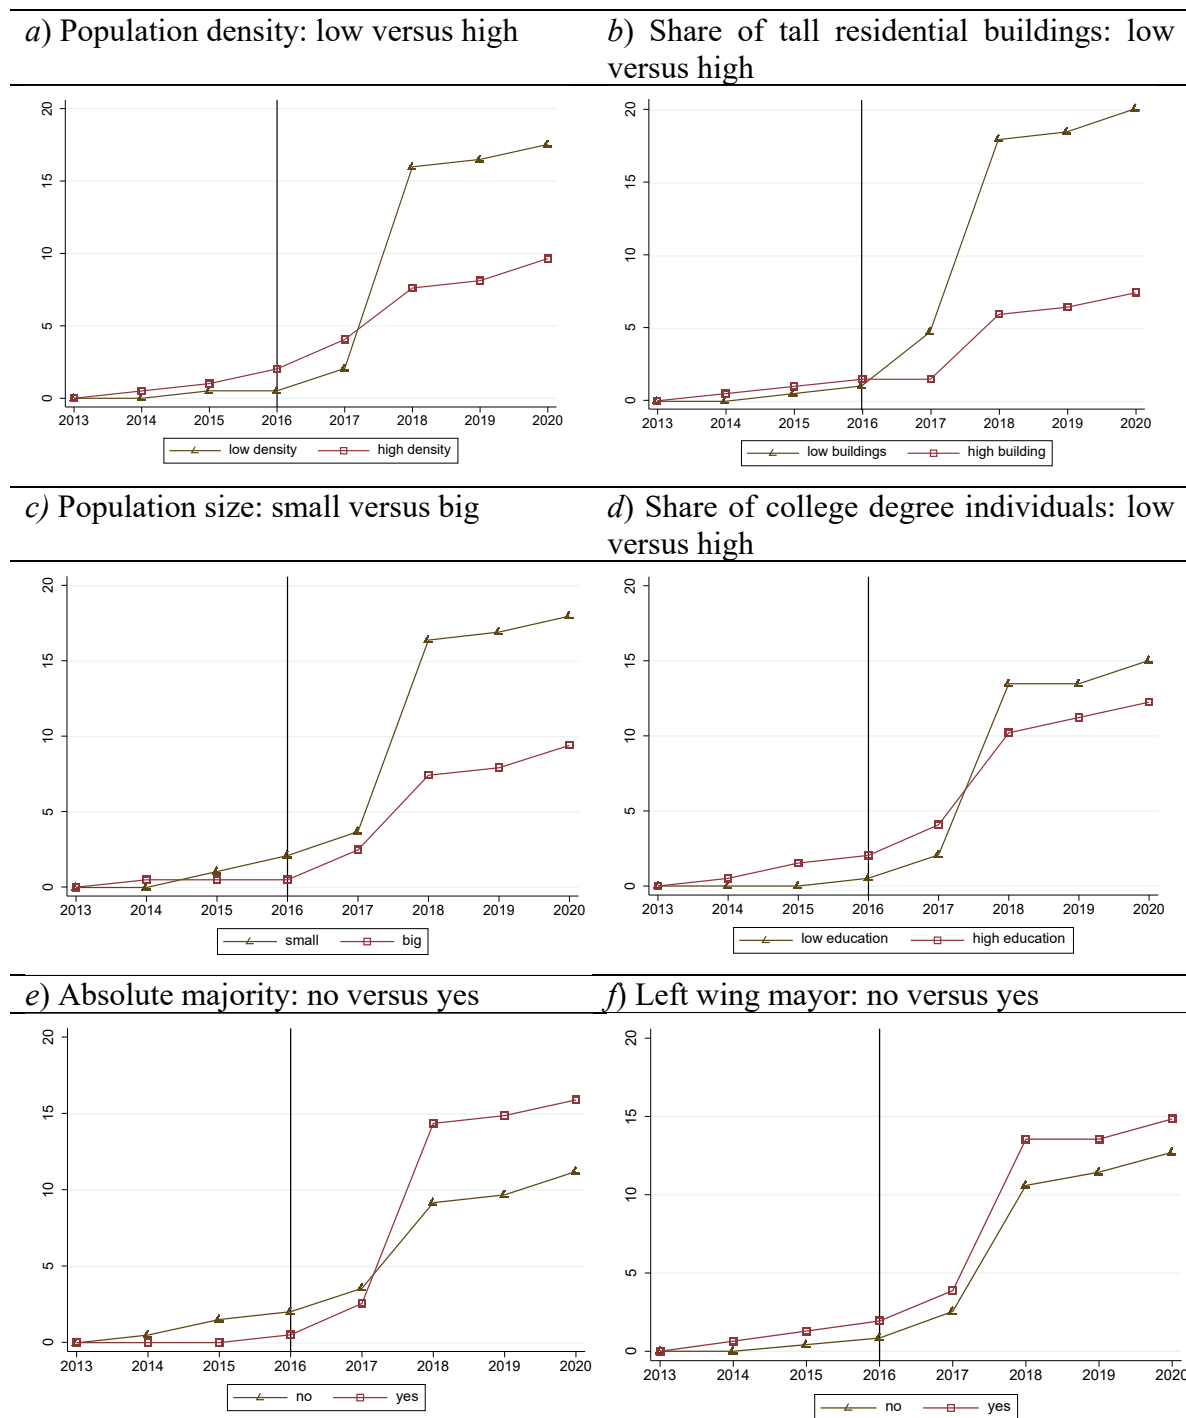 a) Population density: low versus high
b) Share of tall residential buildings: low
versus high
20
15
10
5
0
2013 2014 2015 2016 2017 2018 2019 2020
low density high density
20
15
10
5
0
2013 2014 2015 2016 2017 2018 2019 2020
low buildings high building
c) Population size: small versus big
d) Share of college degree individuals: low
versus high
20
15
10
5
0
2013 2014 2015 2016 2017 2018 2019 2020
small big
20
15
10
5
0
2013 2014 2015 2016 2017 2018 2019 2020
low education high education
e) Absolute majority: no versus yes
f) Left wing mayor: no versus yes
20
15
10
5
0
2013 2014 2015 2016 2017 2018 2019 2020
no yes
20
15
10
5
0
2013 2014 2015 2016 2017 2018 2019 2020
no yes